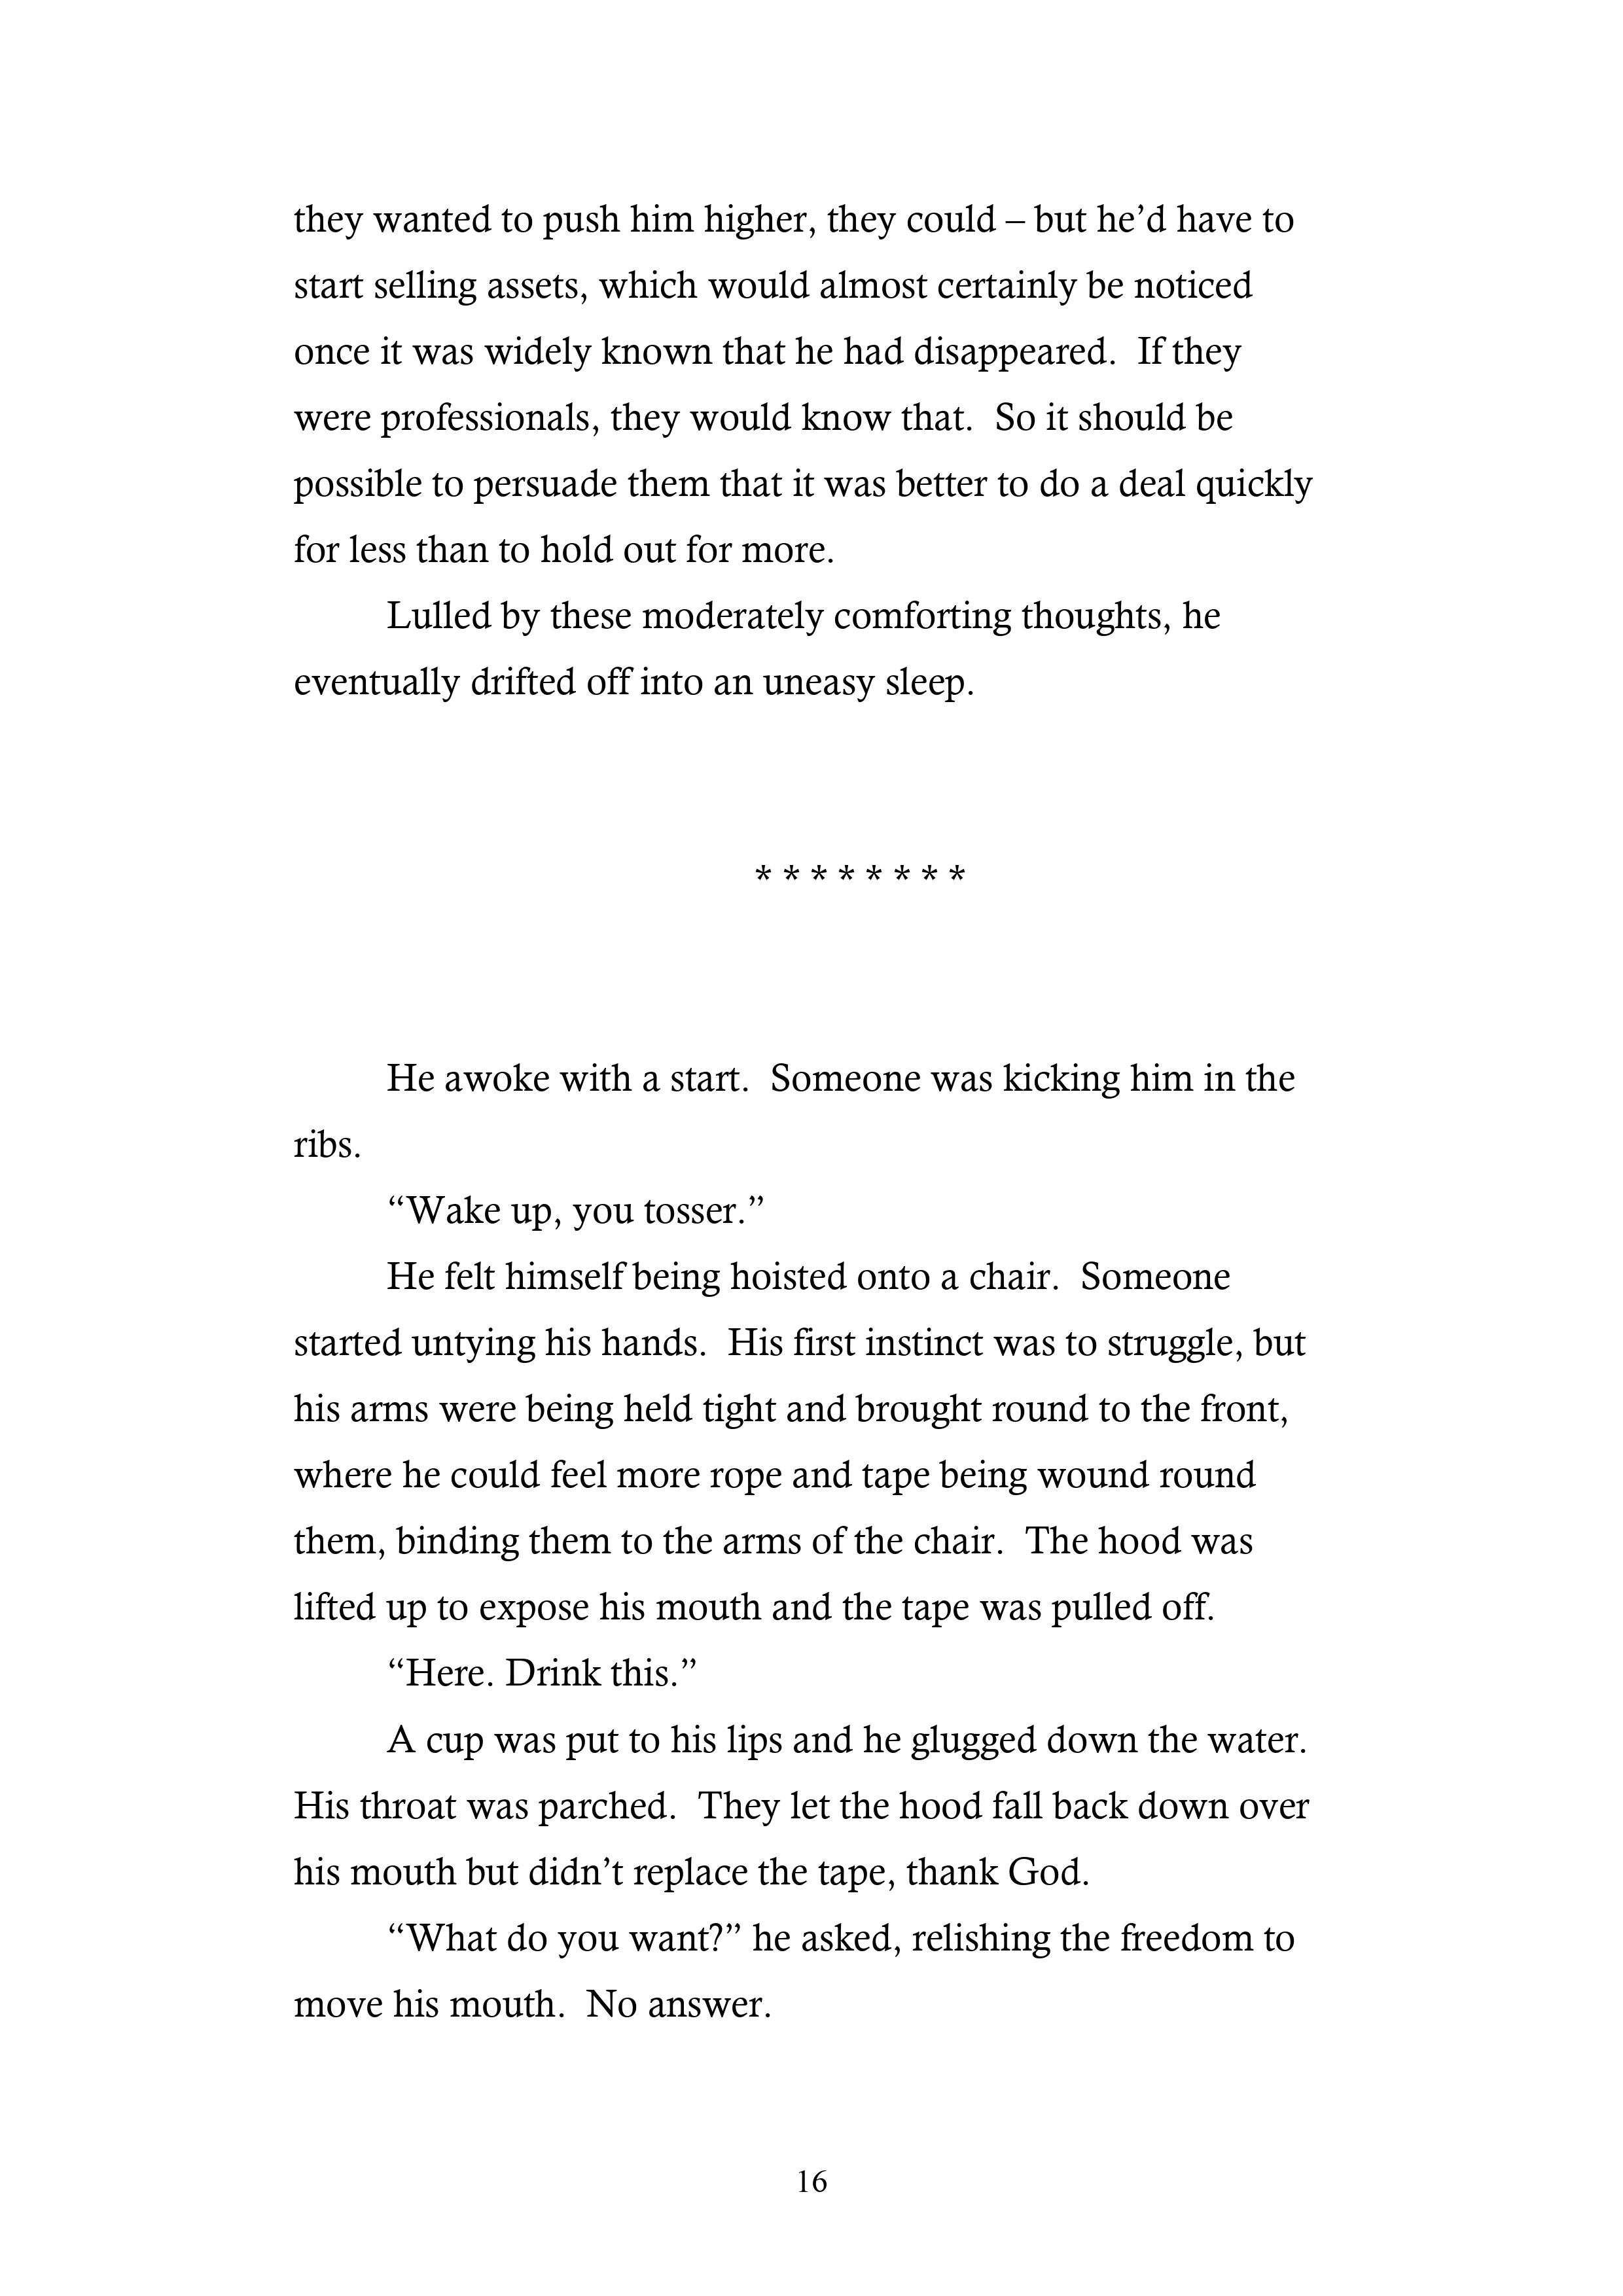 they wanted to push him higher, they could – but he’d have to
start selling assets, which would almost certainly be noticed
once it was widely known that he had disappeared.  If they
were professionals, they would know that.  So it should be
possible to persuade them that it was better to do a deal quickly
for less than to hold out for more.
Lulled by these moderately comforting thoughts, he
eventually drifted off into an uneasy sleep.
* * * * * * * *
He awoke with a start.  Someone was kicking him in the
ribs.
“Wake up, you tosser.”
He felt himself being hoisted onto a chair.  Someone
started untying his hands.  His first instinct was to struggle, but
his arms were being held tight and brought round to the front,
where he could feel more rope and tape being wound round
them, binding them to the arms of the chair.  The hood was
lifted up to expose his mouth and the tape was pulled off.
“Here. Drink this.”
A cup was put to his lips and he glugged down the water.
His throat was parched.  They let the hood fall back down over
his mouth but didn’t replace the tape, thank God.
“What do you want?” he asked, relishing the freedom to
move his mouth.  No answer.
16